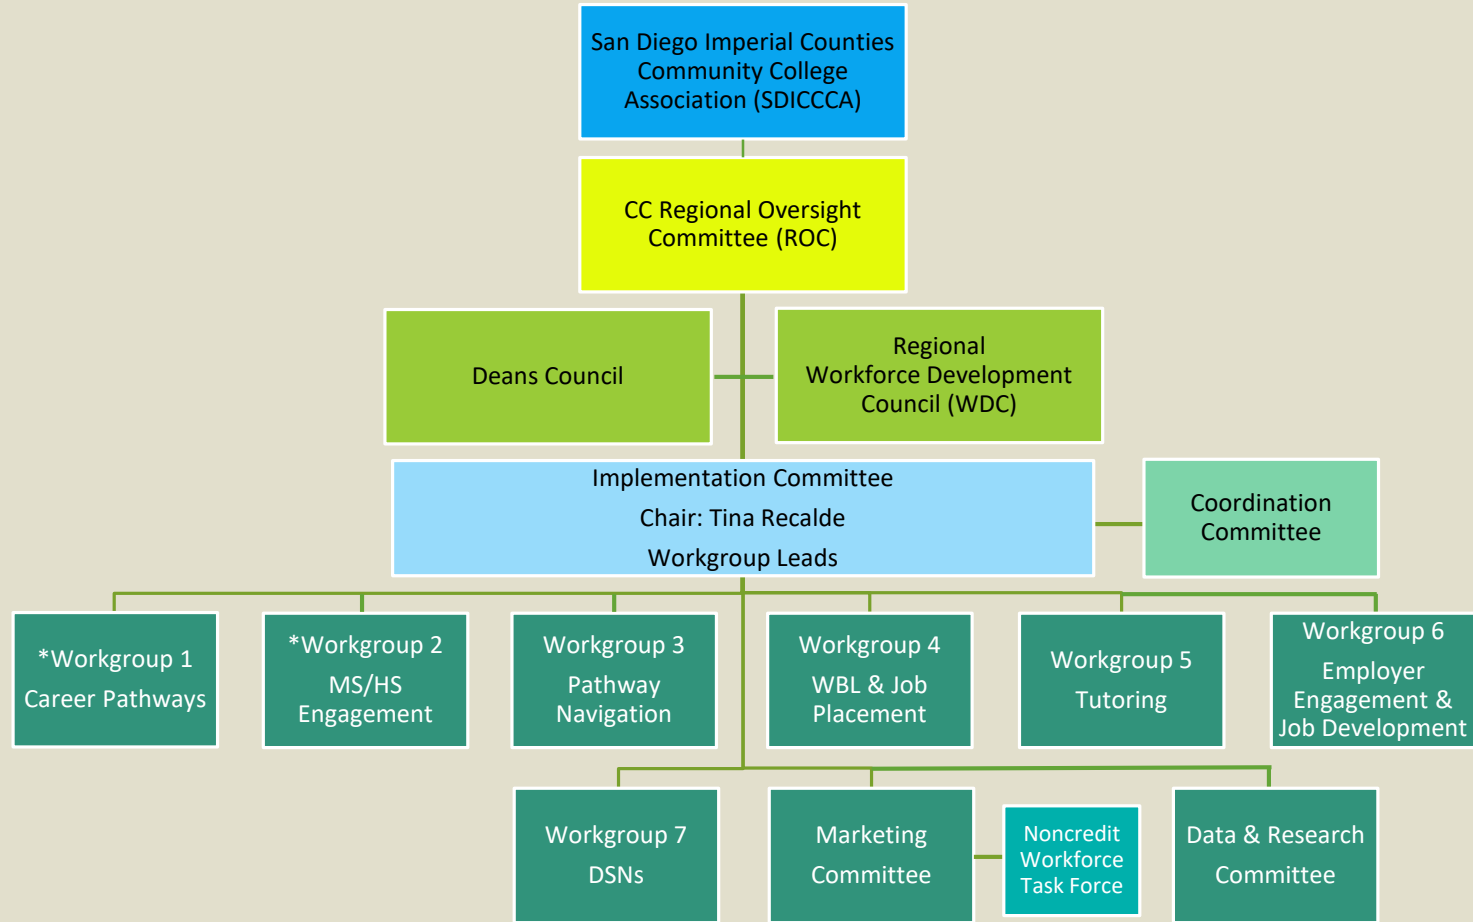 San Diego Imperial Counties
Community College
Association (SDICCCA)
CC Regional Oversight
Committee (ROC)
Deans Council
Regional
Workforce Development
Council (WDC)
Implementation Committee
Chair: Tina Recalde
Workgroup Leads
Coordination
Committee
*Workgroup 1
Career Pathways
*Workgroup 2
MS/HS
Engagement
Workgroup 3
Pathway
Navigation
Workgroup 4
WBL & Job
Placement
Workgroup 5
Tutoring
Workgroup 6
Employer
Engagement &
Job Development
Workgroup 7
DSNs
Marketing
Committee
Noncredit
Workforce
Task Force
Data & Research
Committee